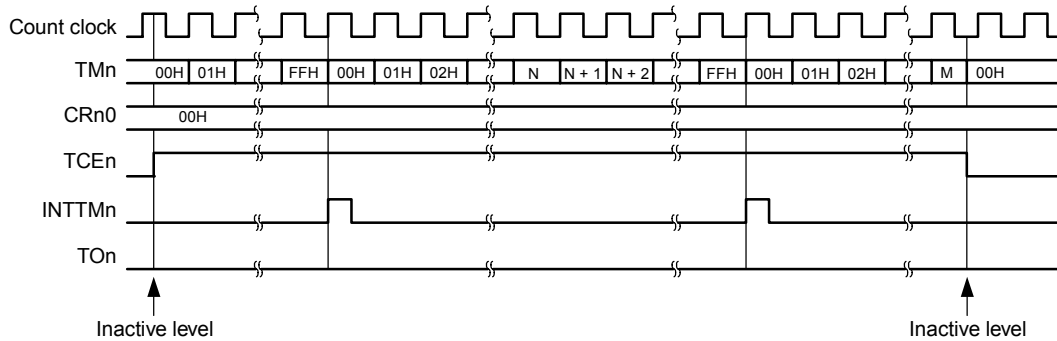 Count clock
TMn 00H 01H FFH 00H 01H 02H N N + 1 N + 2 FFH 00H 01H 02H M 00H
CRn0 00H
TCEn
INTTMn
TOn
Inactive level Inactive level